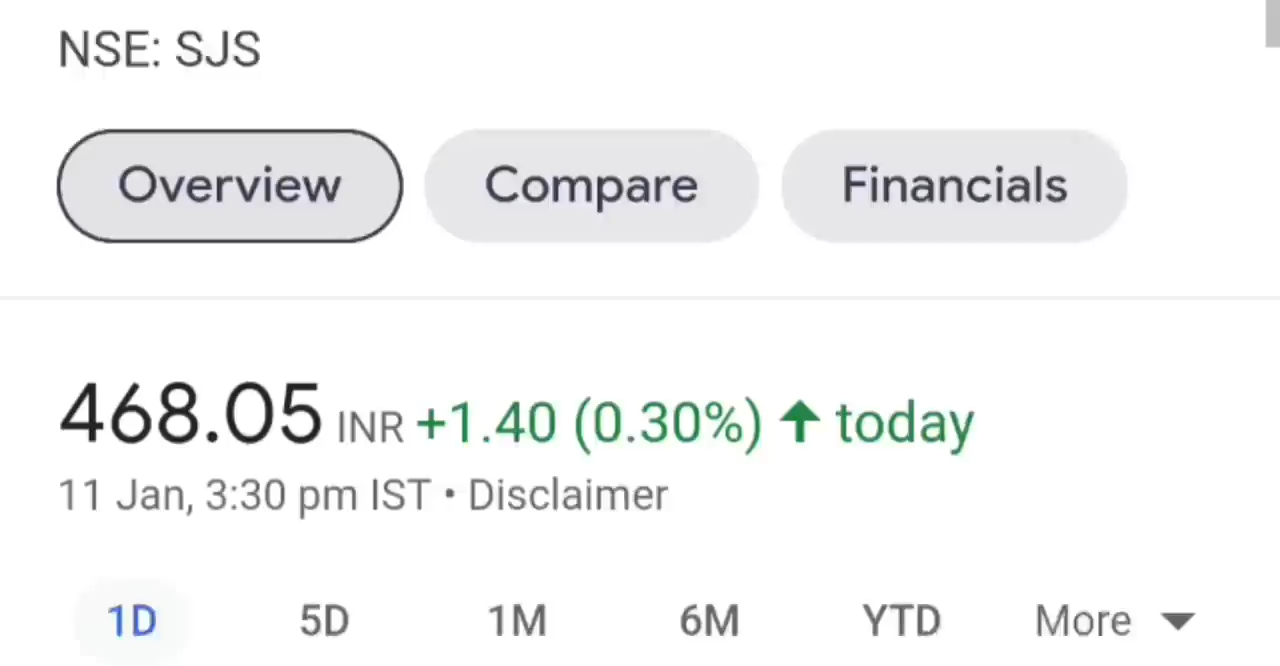 NSE: SJS
Overview Compare Financials
468.05 INR +1.40 (0.30%) ↑ today
11 Jan, 3:30 pm IST • Disclaimer
1D 5D 1M 6M YTD More